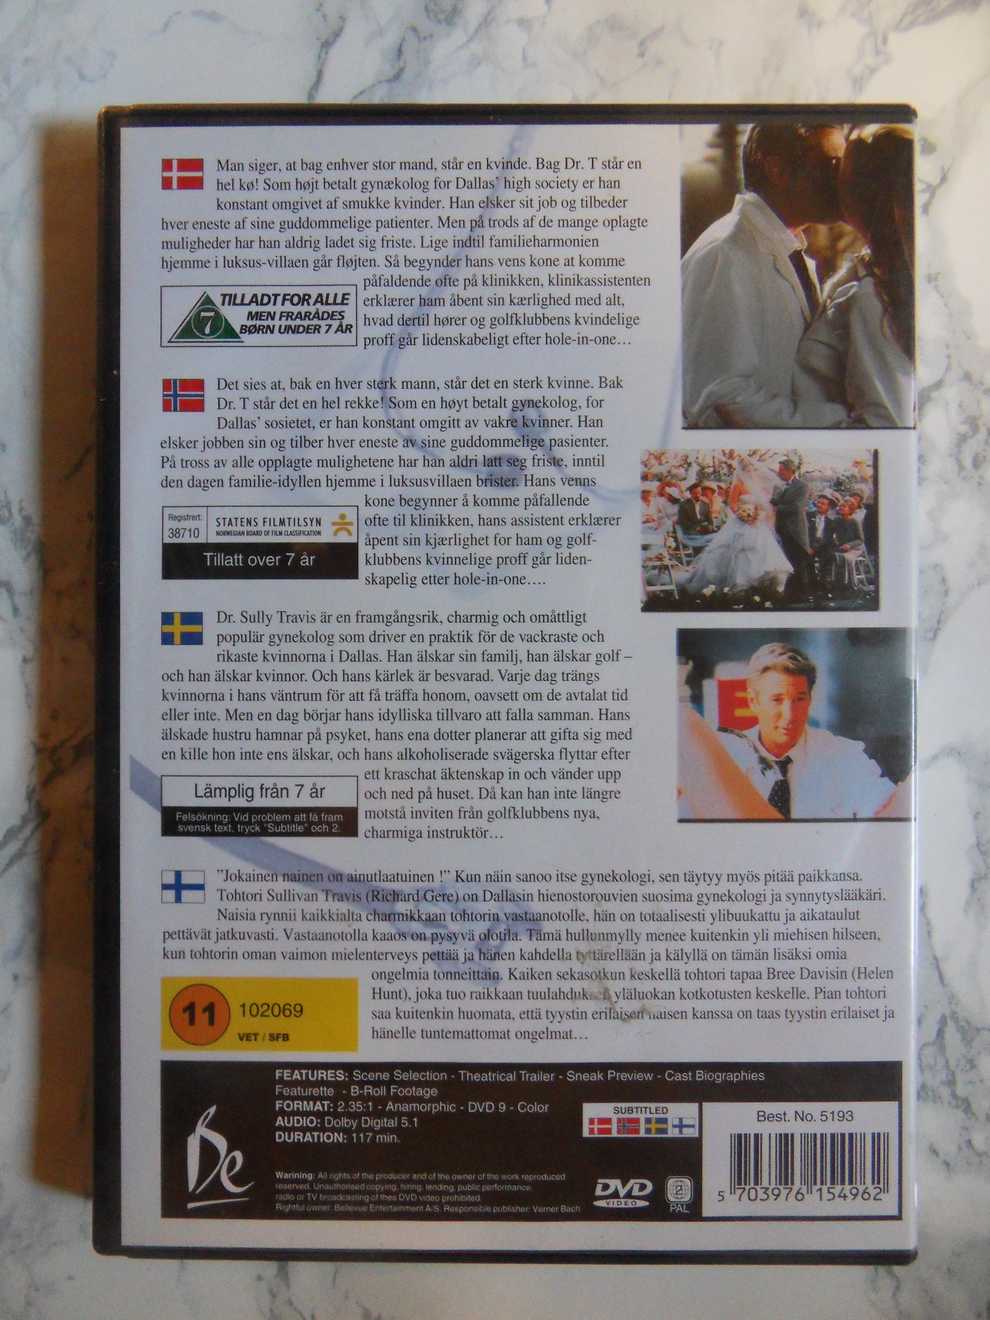 Man siger, at bag enhver stor mand, står en kvinde. Bag Dr. T står en
hel kø! Som højt betalt gynækolog for Dallas' high society er han
konstant omgivet af smukke kvinder. Han elsker sit job og tilbeder
hver eneste af sine guddommelige patienter. Men på trods af de mange oplagte
muligheder har han aldrig ladet sig friste. Lige indtil familieharmonien
hjemme i luksus-villaen går fløjten. Så begynder hans vens kone at komme
påfaldende ofte på klinikken, klinikassistenten
erklærer ham åbent sin kærlighed med alt,
hvad dertil hører og golfklubbens kvindelige
proff går lidenskabeligt efter hole-in-one…
7
TILLADT FOR ALLE
MEN FRARÅDES
BØRN UNDER 7 ÅR
Det sies at, bak en hver sterk mann, står det en sterk kvinne. Bak
Dr. T står det en hel rekke! Som en høyt betalt gynekolog, for
Dallas' sosietet, er han konstant omgitt av vakre kvinner. Han
elsker jobben sin og tilber hver eneste av sine guddommelige pasienter.
På tross av alle opplagte mulighetene har han aldri latt seg friste, inntil
den dagen familie-idyllen hjemme i luksusvillaen brister. Hans venns
kone begynner å komme påfallende
ofte til klinikken, hans assistent erklærer
åpent sin kjærlighet for ham og golf-
klubbens kvinnelige proff går liden-
skapelig etter hole-in-one….
Registrert:
38710
STATENS FILMTILSYN
NORWEGIAN BOARD OF FILM CLASSIFICATION
Tillatt over 7 år
Dr. Sully Travis är en framgångsrik, charmig och omåttligt
populär gynekolog som driver en praktik för de vackraste och
rikaste kvinnorna i Dallas. Han älskar sin familj, han älskar golf –
och han älskar kvinnor. Och hans kärlek är besvarad. Varje dag trängs
kvinnorna i hans väntrum för att få träffa honom, oavsett om de avtalat tid
eller inte. Men en dag börjar hans idylliska tillvaro att falla samman. Hans
älskade hustru hamnar på psyket, hans ena dotter planerar att gifta sig med
en kille hon inte ens älskar, och hans alkoholiserade svägerska flyttar efter
ett kraschat äktenskap in och vänder upp
och ned på huset. Då kan han inte längre
motstå inviten från golfklubbens nya,
charmiga instruktör…
Lämplig från 7 år
Felsökning: Vid problem att få fram
svensk text, tryck "Subtitle" och 2.
"Jokainen nainen on ainutlaatuinen !" Kun näin sanoo itse gynekologi, sen täytyy myös pitää paikkansa.
Tohtori Sullivan Travis (Richard Gere) on Dallasin hienostorouvien suosima gynekologi ja synnytyslääkäri.
Naisia rynnii kaikkialta charmikkaan tohtorin vastaanotolle, hän on totaalisesti ylibuukattu ja aikataulut
pettävät jatkuvasti. Vastaanotolla kaaos on pysyvä olotila. Tämä hullunmylly menee kuitenkin yli miehisen hilseen,
kun tohtorin oman vaimon mielenterveys pettää ja hänen kahdella tyttärellään ja kälyllä on tämän lisäksi omia
ongelmia tonneittain. Kaiken sekasotkun keskellä tohtori tapaa Bree Davisin (Helen
Hunt), joka tuo raikkaan tuulahduksen yläluokan kotkotusten keskelle. Pian tohtori
saa kuitenkin huomata, että tyystin erilaisen naisen kanssa on taas tyystin erilaiset ja
hänelle tuntemattomat ongelmat…
11
102069
VET / SFB
FEATURES: Scene Selection - Theatrical Trailer - Sneak Preview - Cast Biographies
Featurette - B-Roll Footage
FORMAT: 2.35:1 - Anamorphic - DVD 9 - Color
AUDIO: Dolby Digital 5.1
DURATION: 117 min.
SUBTITLED
Best. No. 5193
Be
Warining: All rights of the producer and of the owner of the work reproduced
reserved. Unauthorised copying, hiring, lending, public performance,
radio or TV broadcasting of thes DVD video prohibited.
Rightful owner: Bellevue Entertainment A/S. Responsible publisher: Verner Bach
DVD
VIDEO
2
PAL
5 703976 154962